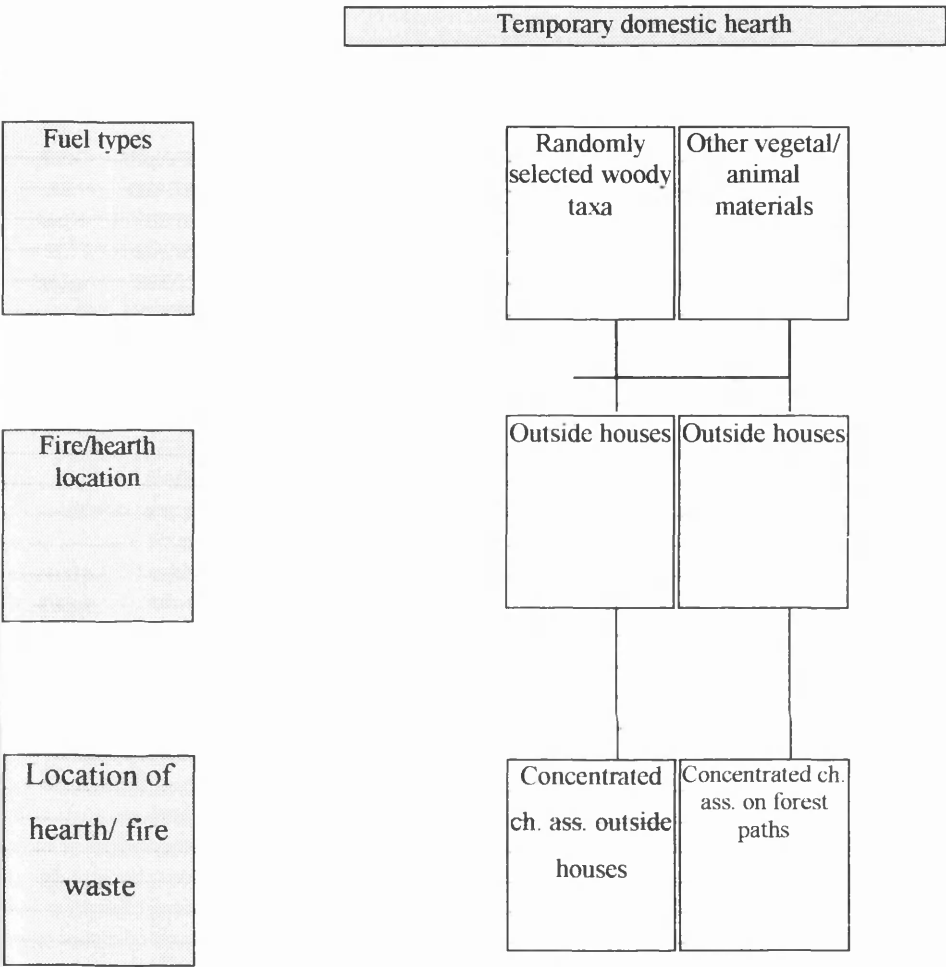 Temporary domestic hearth
Fuel types
Randomly
selected woody
taxa
Other vegetal/
animal
materials
Fire/hearth
location
Outside houses
Outside houses
Location of
hearth/ fire
waste
Concentrated
ch. ass. outside
houses
Concentrated ch.
ass. on forest
paths